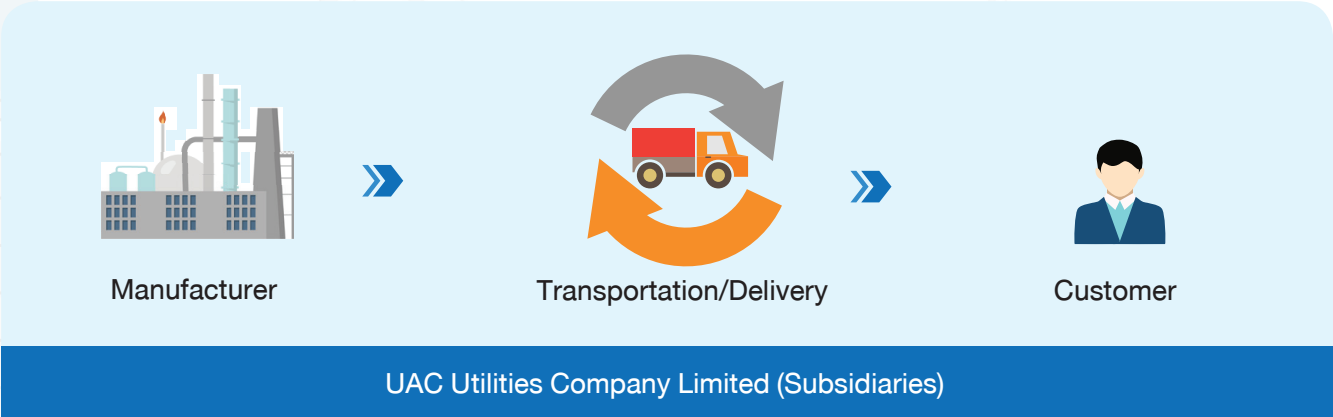 Manufacturer
Transportation/Delivery
Customer
UAC Utilities Company Limited (Subsidiaries)